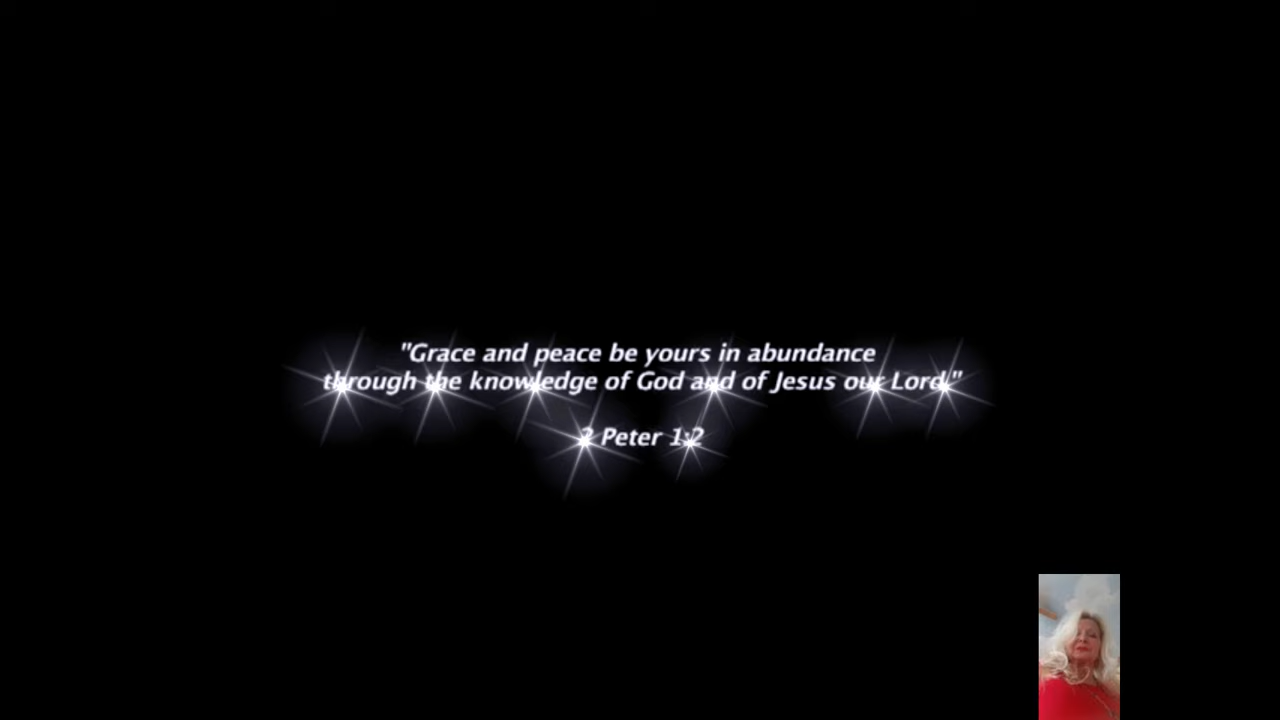 "Grace and peace be yours in abundance
through the knowledge of God and of Jesus our Lord."
2 Peter 1:2